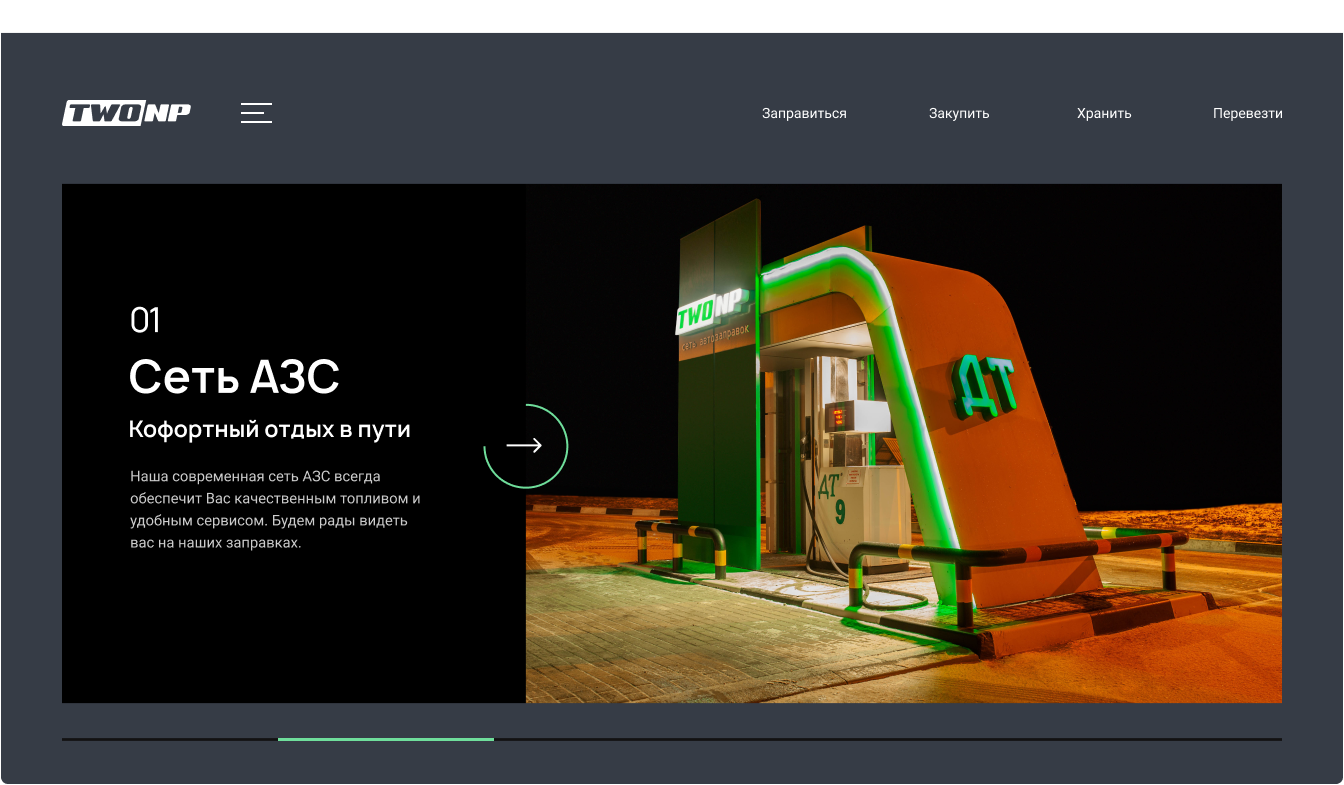 TWONP
Заправиться
Закупить
Хранить
Перевезти
01
Сеть АЗС
Кофортный отдых в пути
Наша современная сеть АЗС всегда
обеспечит Вас качественным топливом и
удобным сервисом. Будем рады видеть
вас на наших заправках.
TWONP
сеть автозаправок
ДТ
ДТ
9